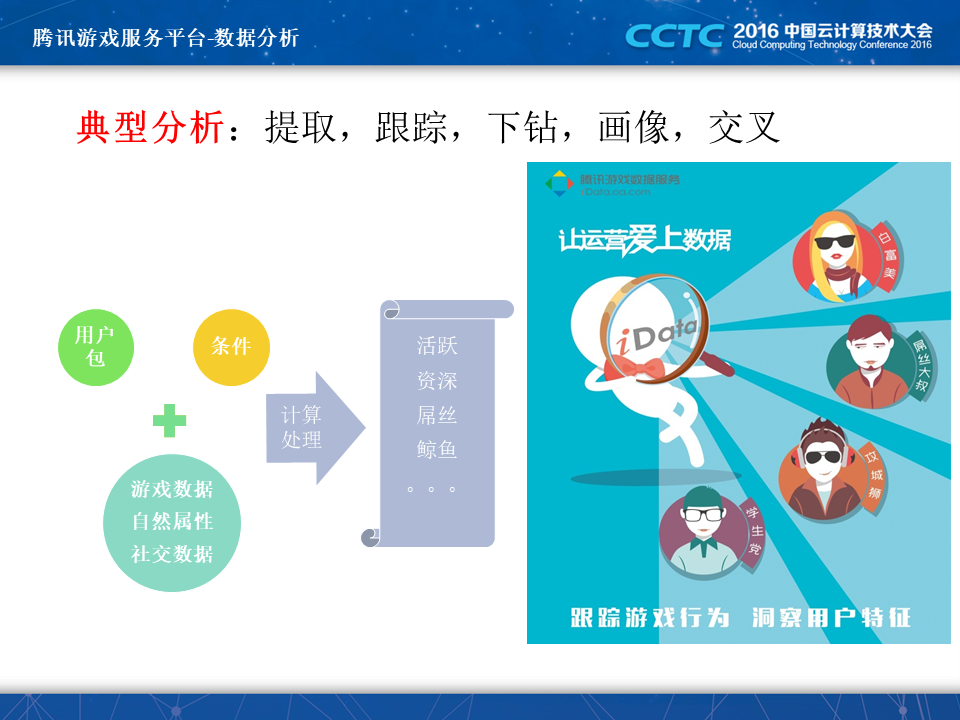 腾讯游戏服务平台-数据分析
CCTC 2016 中国云计算技术大会
Cloud Computing Technology Conference 2016
典型分析：提取，跟踪，下钻，画像，交叉
用户
包
条件
游戏数据
自然属性
社交数据
计算
处理
活跃
资深
屌丝
鲸鱼
。。。
腾讯游戏数据服务
iData.oa.com
让运营爱上数据
iData
白富美
屌丝大叔
攻城狮
学生党
跟踪游戏行为 洞察用户特征